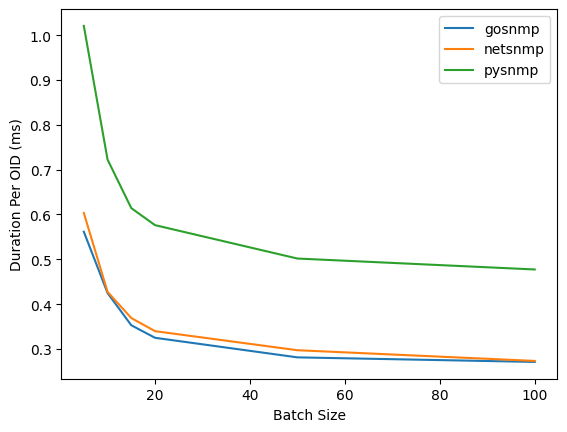 gosnmp
netsnmp
pysnmp
Duration Per OID (ms)
1.0
0.9
0.8
0.7
0.6
0.5
0.4
0.3
20 40 60 80 100
Batch Size